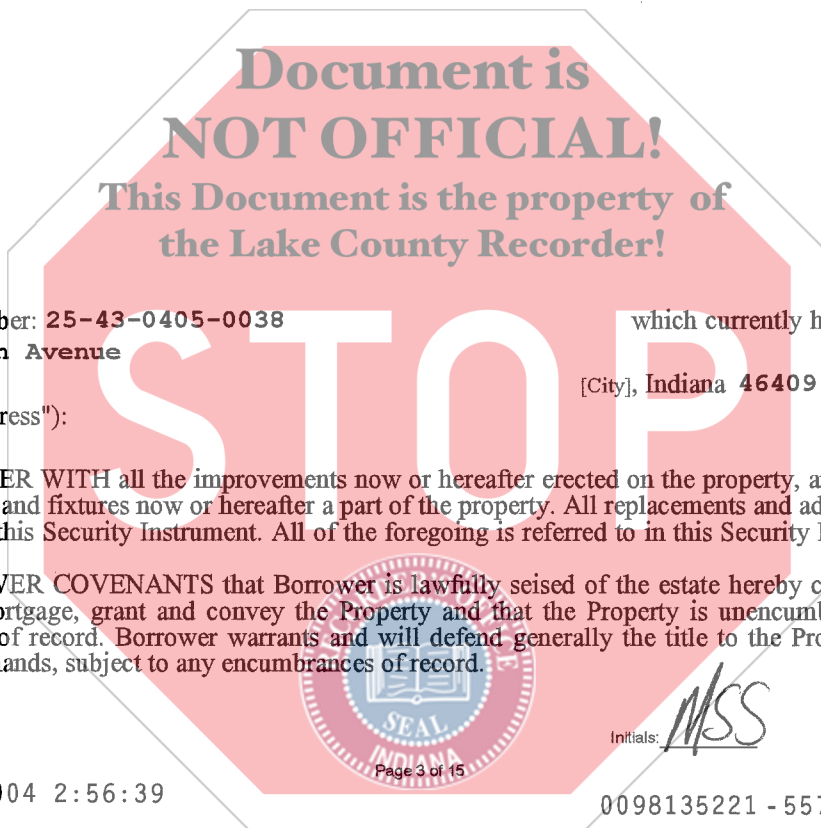 Document is
NOT OFFICIAL!
This Document is the property of
the Lake County Recorder!
STOP
ber: 25-43-0405-0038 which currently h
n Avenue
[City], Indiana 46409
ress"):
ER WITH all the improvements now or hereafter erected on the property, a
and fixtures now or hereafter a part of the property. All replacements and ad
this Security Instrument. All of the foregoing is referred to in this Security I
VER COVENANTS that Borrower is lawfully seised of the estate hereby c
ortgage, grant and convey the Property and that the Property is unencumb
of record. Borrower warrants and will defend generally the title to the Pro
ands, subject to any encumbrances of record.
SEAL
INDIANA
Initials: MSS
Page 3 of 15
004 2:56:39
0098135221 - 557